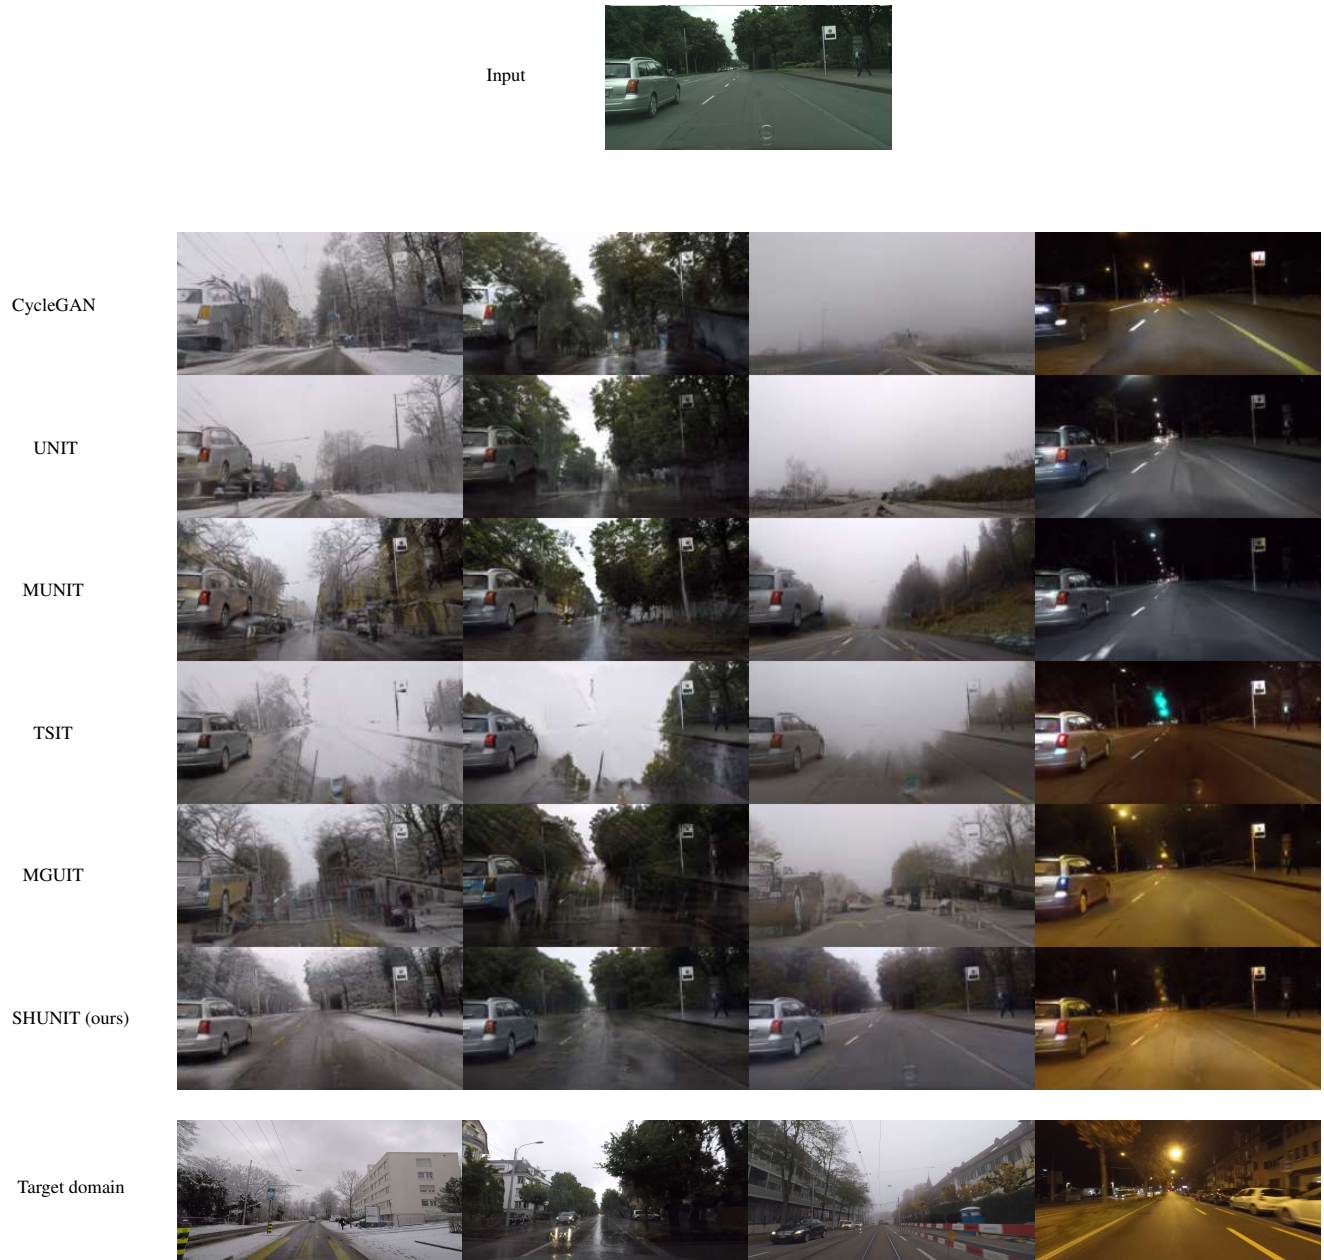 Input
CycleGAN
UNIT
MUNIT
TSIT
MGUIT
SHUNIT (ours)
Target domain